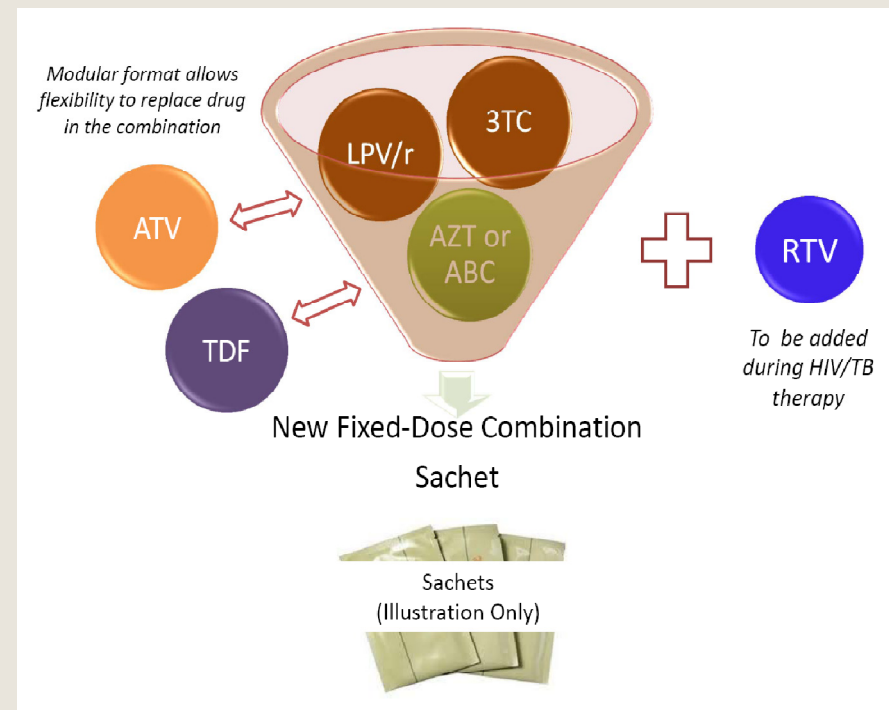 Modular format allows
flexibility to replace drug
in the combination
LPV/r
3TC
ATV
AZT or
ABC
TDF
RTV
To be added
during HIV/TB
therapy
New Fixed-Dose Combination
Sachet
Sachets
(Illustration Only)